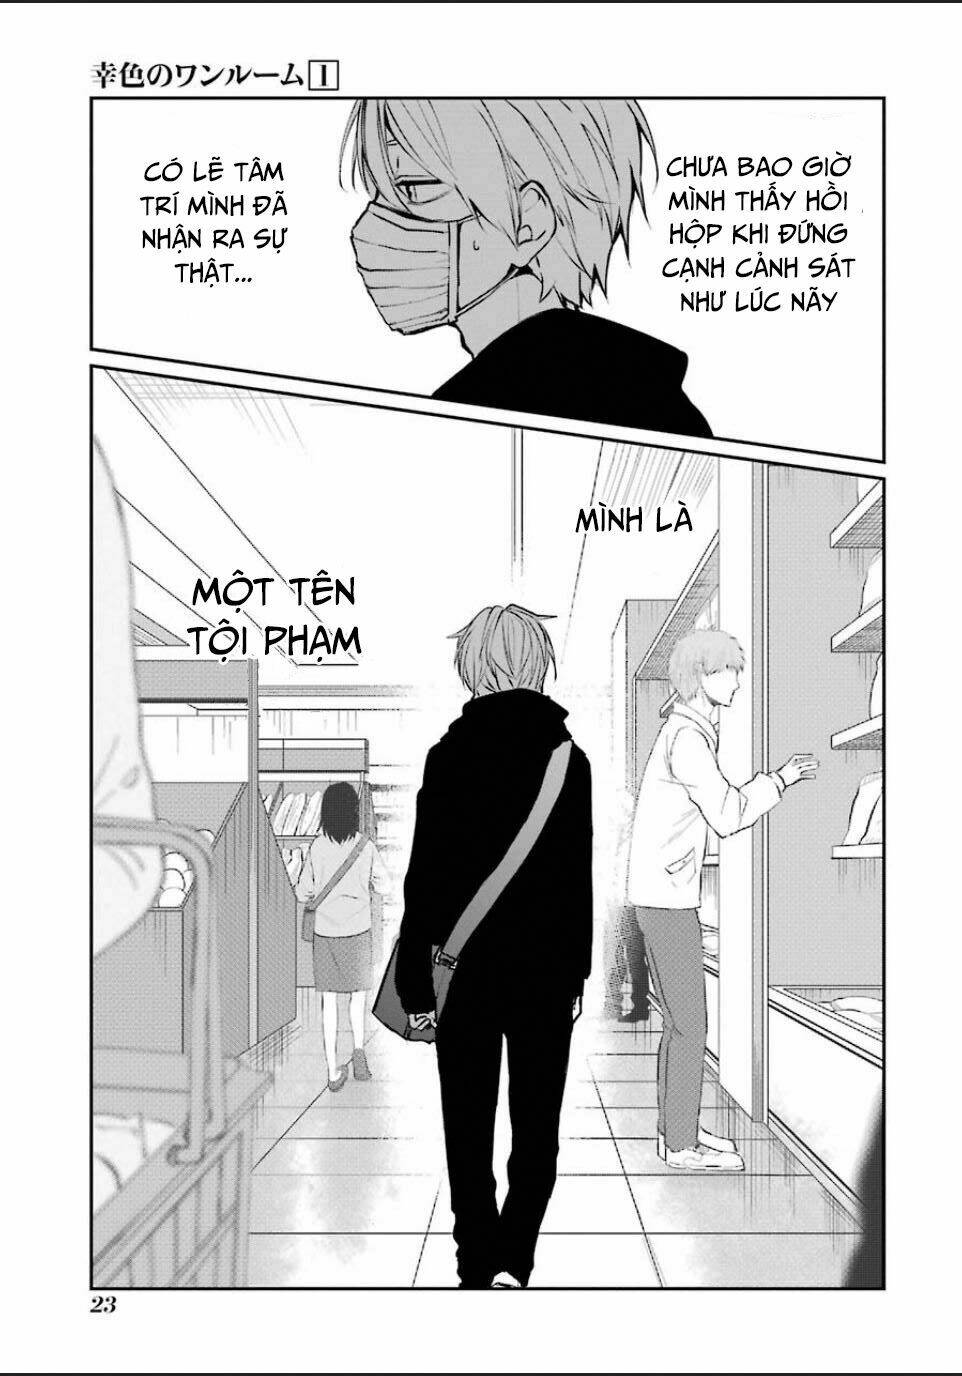 幸色のワンルーム1
CHƯA BAO GIỜ
MÌNH THẤY HỒI
HỘP KHI ĐỨNG
CẠNH CẢNH SÁT
NHƯ LÚC NÃY
CÓ LẼ TÂM
TRÍ MÌNH ĐÃ
NHẬN RA SỰ
THẬT...
MÌNH LÀ
MỘT TÊN
TỘI PHẠM
23